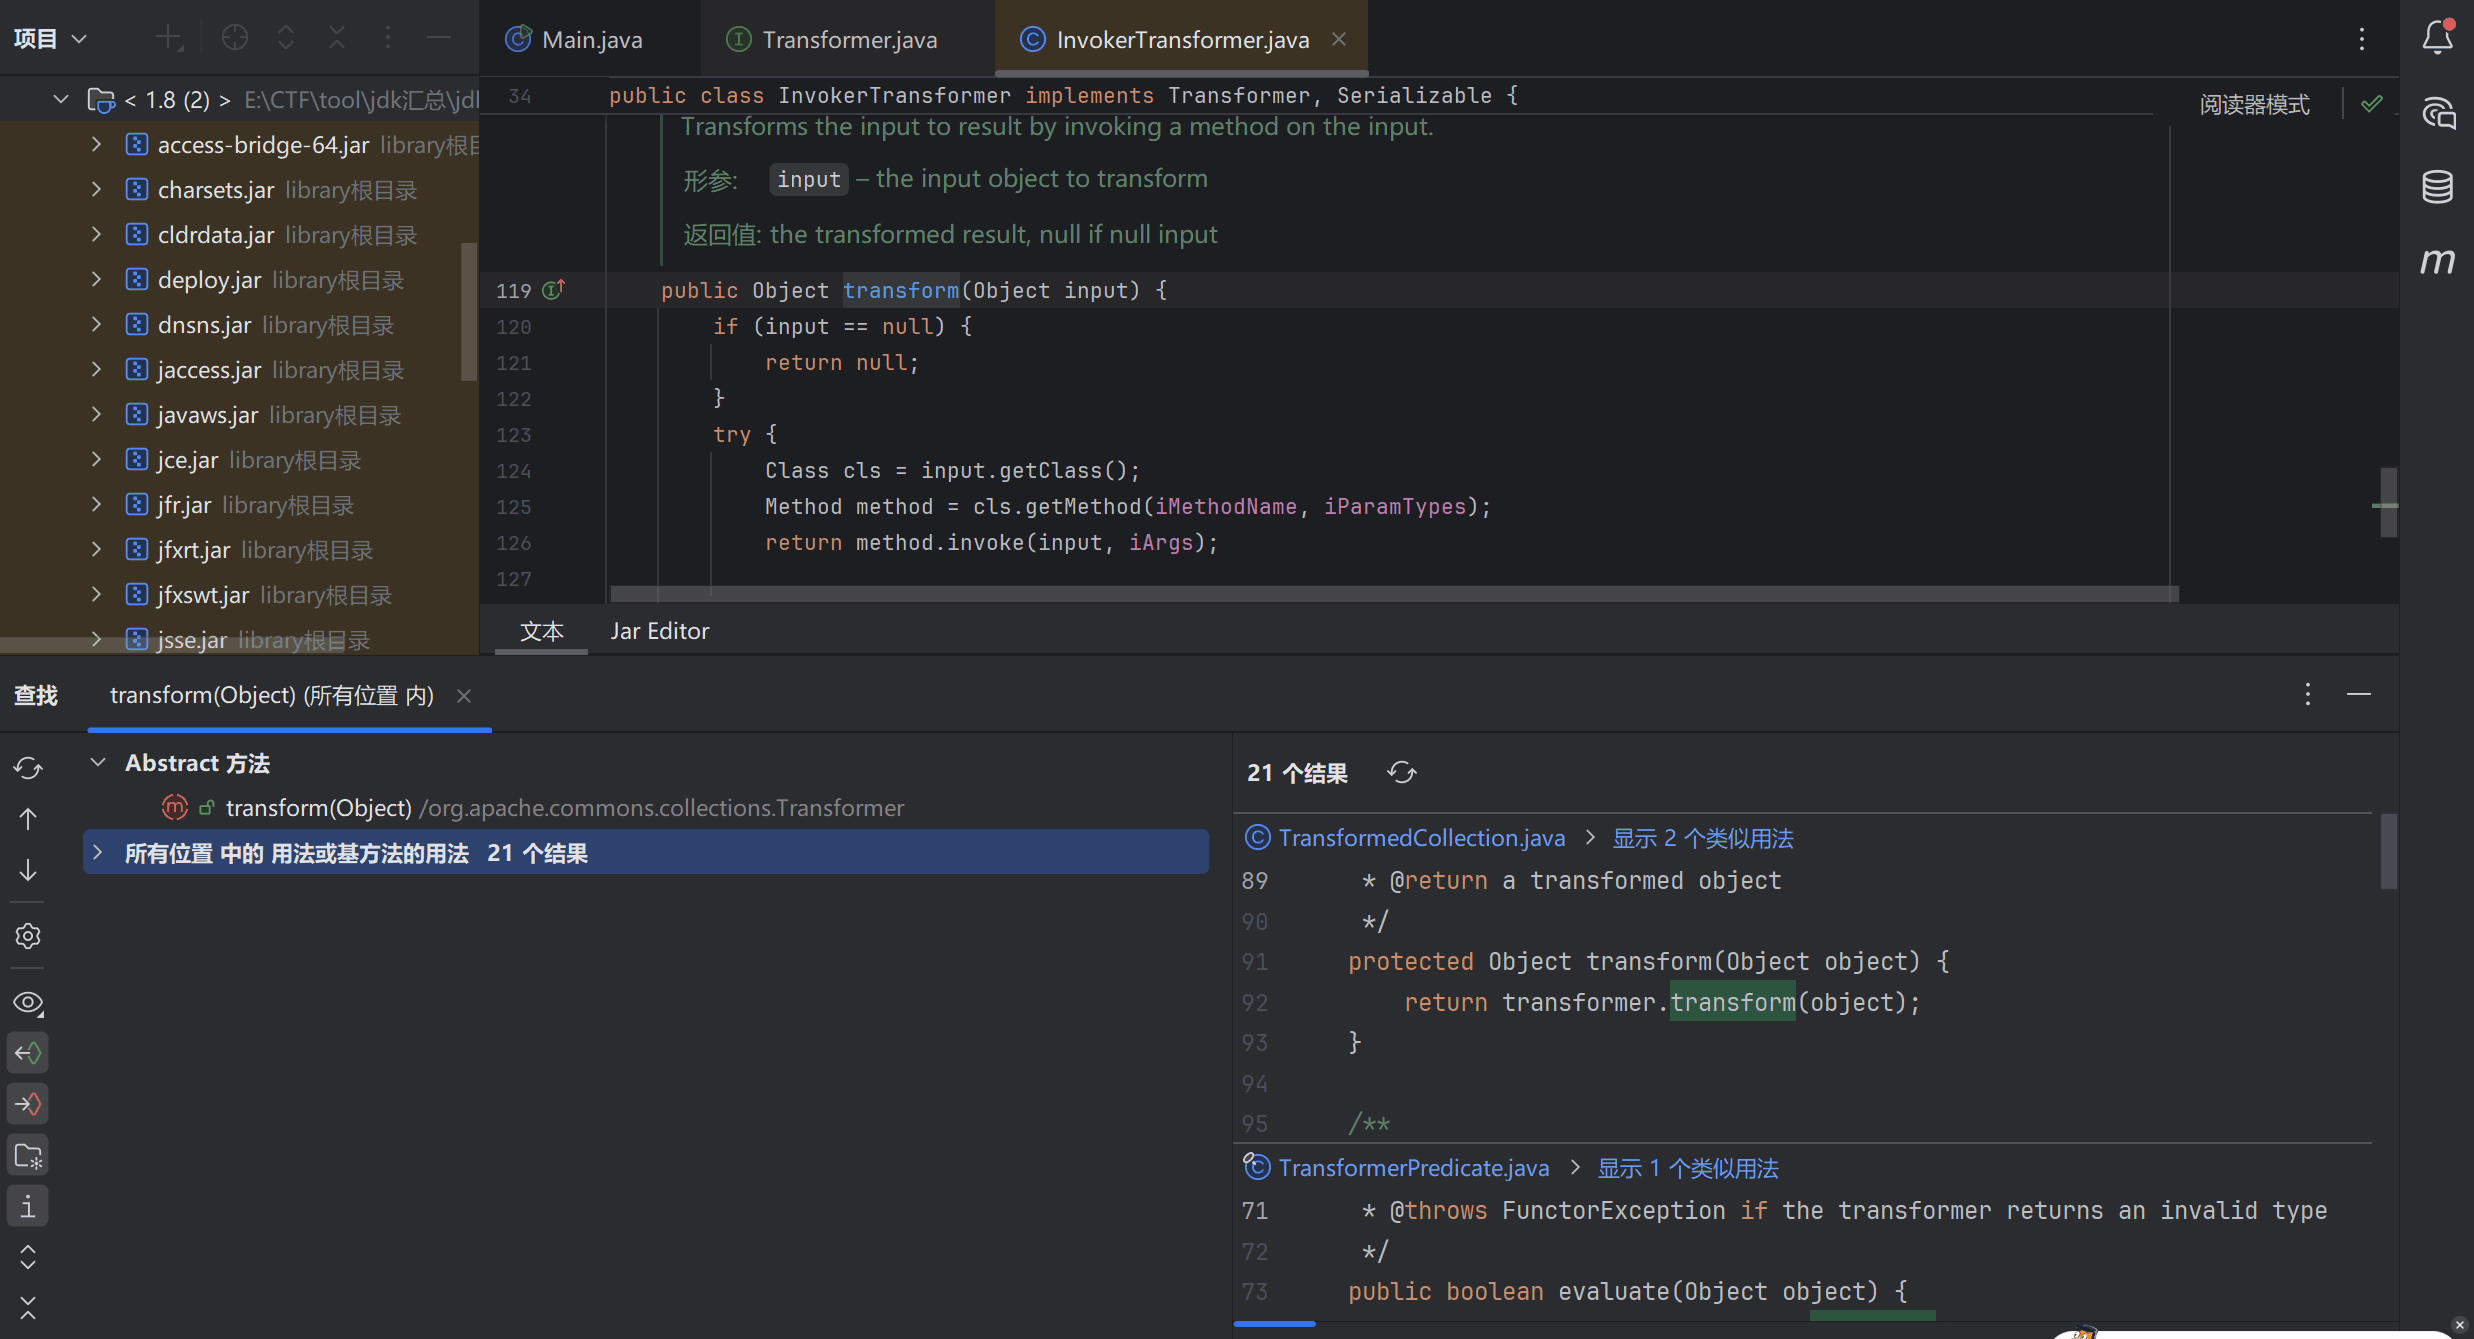 项目
Main.java
Transformer.java
InvokerTransformer.java
< 1.8 (2) > E:\CTF\tool\jdk汇总\jdl
access-bridge-64.jar library根目
charsets.jar library根目录
cldrdata.jar library根目录
deploy.jar library根目录
dnsns.jar library根目录
jaccess.jar library根目录
javaws.jar library根目录
jce.jar library根目录
jfr.jar library根目录
jfxrt.jar library根目录
jfxswt.jar library根目录
jsse.jar library根目录
34 public class InvokerTransformer implements Transformer, Serializable {
阅读器模式
Transforms the input to result by invoking a method on the input.
形参: input – the input object to transform
返回值: the transformed result, null if null input
119 public Object transform(Object input) {
120 if (input == null) {
121 return null;
122 }
123 try {
124 Class cls = input.getClass();
125 Method method = cls.getMethod(iMethodName, iParamTypes);
126 return method.invoke(input, iArgs);
127
文本 Jar Editor
查找 transform(Object) (所有位置 内)
Abstract 方法
transform(Object) /org.apache.commons.collections.Transformer
所有位置 中的 用法或基方法的用法 21 个结果
21 个结果
TransformedCollection.java > 显示 2 个类似用法
89 * @return a transformed object
90 */
91 protected Object transform(Object object) {
92 return transformer.transform(object);
93 }
94
95 /**
TransformerPredicate.java > 显示 1 个类似用法
71 * @throws FunctorException if the transformer returns an invalid type
72 */
73 public boolean evaluate(Object object) {